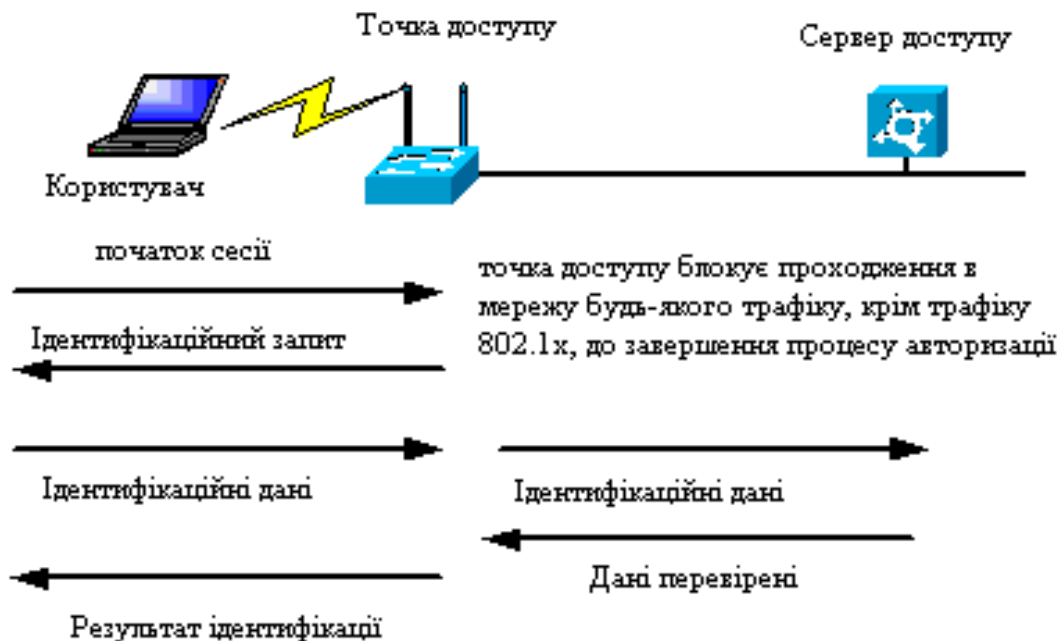 Точка доступу
Сервер доступу
Користувач
початок сесії
точка доступу блокує проходження в
мережу будь-якого трафіку, крім трафіку
802.1x, до завершення процесу авторизації
Ідентифікаційний запит
Ідентифікаційні дані
Ідентифікаційні дані
Дані перевірені
Результат ідентифікації